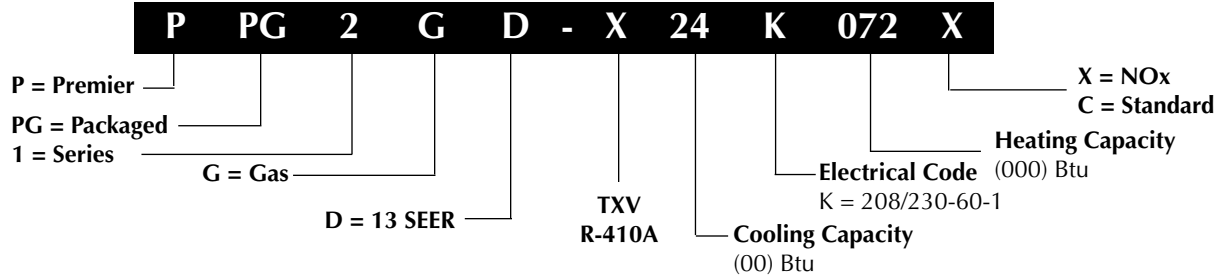 P PG 2 G D - X 24 K 072 X
P = Premier
PG = Packaged
1 = Series
G = Gas
D = 13 SEER
TXV
R-410A
Cooling Capacity
(00) Btu
Electrical Code
K = 208/230-60-1
Heating Capacity
(000) Btu
X = NOx
C = Standard